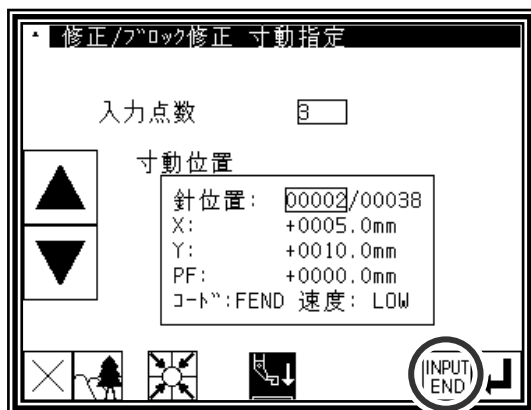 修正/ブロック修正 寸動指定
入力点数 3
寸動位置
針位置: 00002/00038
X: +0005.0mm
Y: +0010.0mm
PF: +0000.0mm
コード:FEND 速度: LOW
INPUT
END